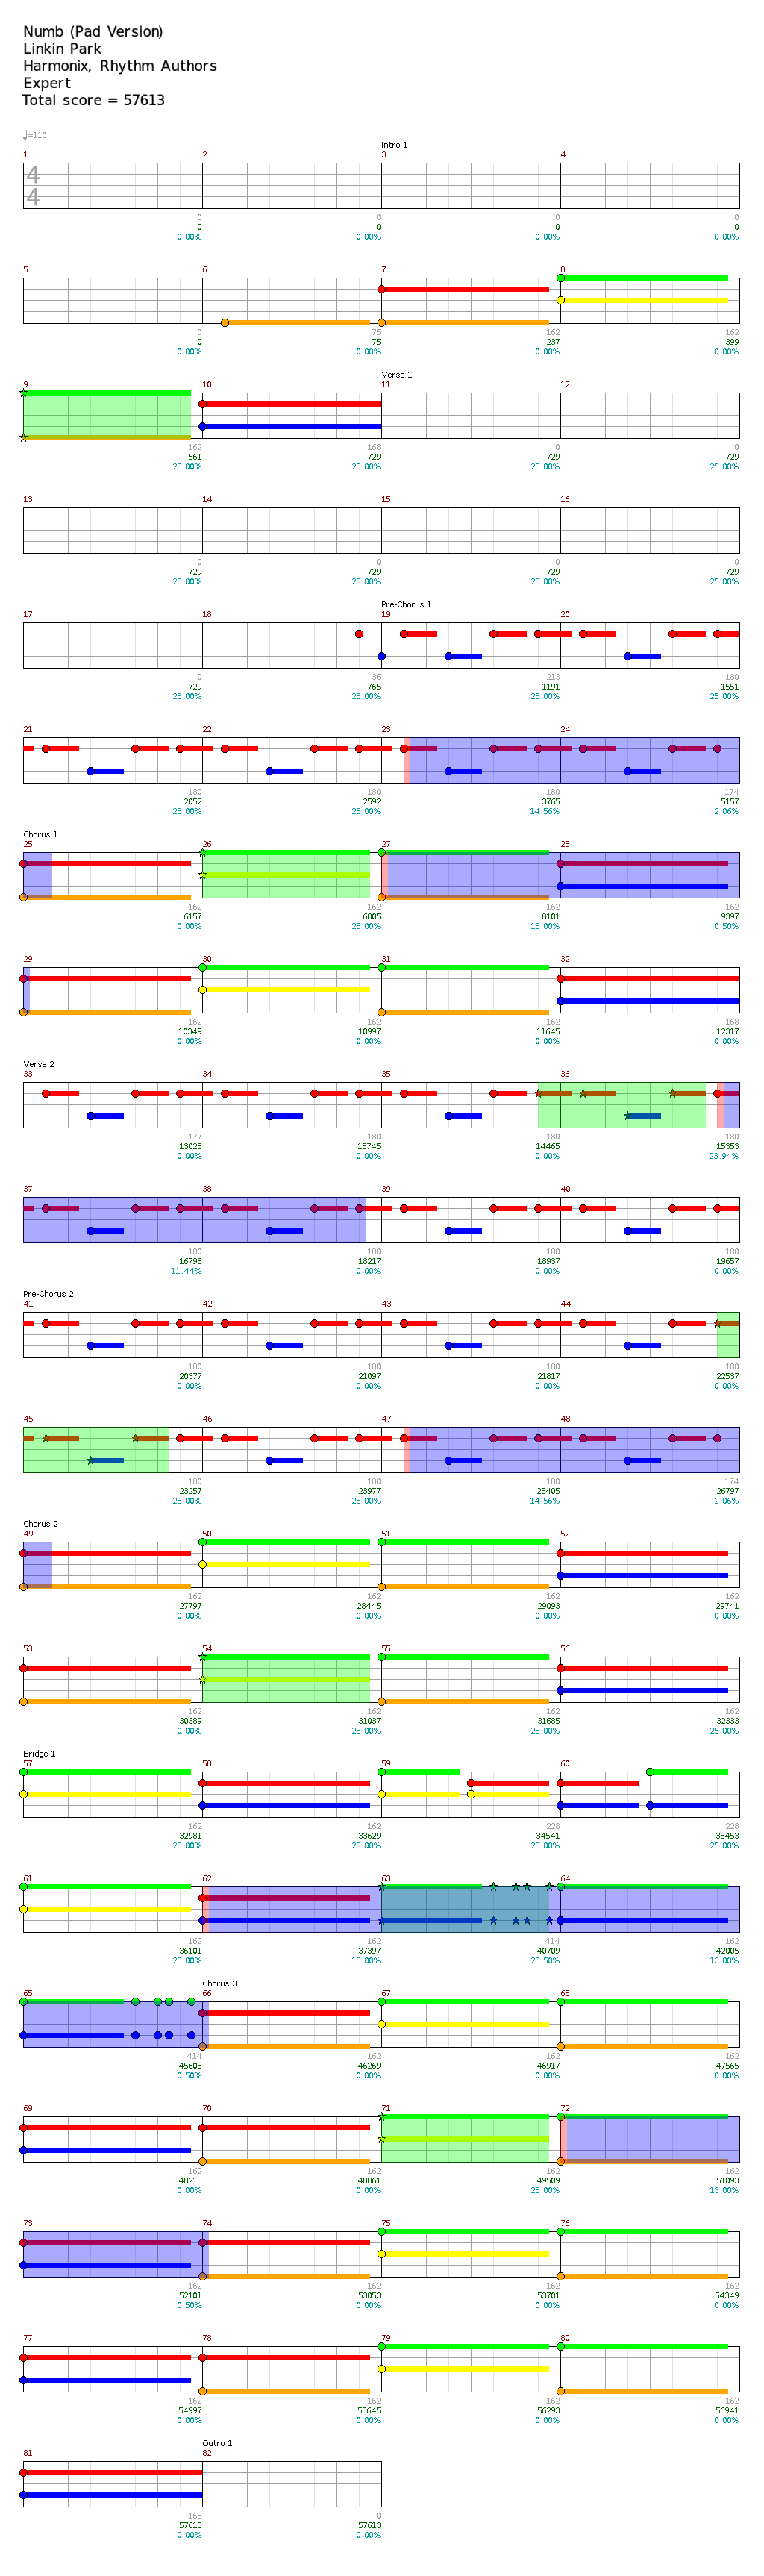 Numb (Pad Version)
Linkin Park
Harmonix, Rhythm Authors
Expert
Total score = 57613
♩=110
intro 1
1 2 3 4
4
4
0 0 0 0
0 0 0 0
0.00% 0.00% 0.00% 0.00%
5 6 7 8
0 75 162 162
0 75 237 399
0.00% 0.00% 0.00% 0.00%
Verse 1
9 10 11 12
162 168 0 0
561 729 729 729
25.00% 25.00% 25.00% 25.00%
13 14 15 16
0 0 0 0
729 729 729 729
25.00% 25.00% 25.00% 25.00%
Pre-Chorus 1
17 18 19 20
0 36 213 180
729 765 1191 1551
25.00% 25.00% 25.00% 25.00%
21 22 23 24
180 180 180 174
2052 2592 3765 5157
25.00% 25.00% 14.56% 2.06%
Chorus 1
25 26 27 28
162 162 162 162
6157 6805 8101 9397
0.00% 25.00% 13.00% 0.50%
29 30 31 32
162 162 162 168
10349 10997 11645 12317
0.00% 0.00% 0.00% 0.00%
Verse 2
33 34 35 36
177 180 180 180
13025 13745 14465 15353
0.00% 0.00% 0.00% 23.94%
37 38 39 40
180 180 180 180
16793 18217 18937 19657
11.44% 0.00% 0.00% 0.00%
Pre-Chorus 2
41 42 43 44
180 180 180 180
20377 21097 21817 22537
0.00% 0.00% 0.00% 0.00%
45 46 47 48
180 180 180 174
23257 23977 25405 26797
25.00% 25.00% 14.56% 2.06%
Chorus 2
49 50 51 52
162 162 162 162
27797 28445 29093 29741
0.00% 0.00% 0.00% 0.00%
53 54 55 56
162 162 162 162
30389 31037 31685 32333
0.00% 25.00% 25.00% 25.00%
Bridge 1
57 58 59 60
162 162 228 228
32981 33629 34541 35453
25.00% 25.00% 25.00% 25.00%
61 62 63 64
162 162 414 162
36101 37397 40709 42005
25.00% 13.00% 25.50% 13.00%
Chorus 3
65 66 67 68
414 162 162 162
45605 46269 46917 47565
0.50% 0.00% 0.00% 0.00%
69 70 71 72
162 162 162 162
48213 48861 49509 51093
0.00% 0.00% 25.00% 13.00%
73 74 75 76
162 162 162 162
52101 53053 53701 54349
0.50% 0.00% 0.00% 0.00%
77 78 79 80
162 162 162 162
54997 55645 56293 56941
0.00% 0.00% 0.00% 0.00%
Outro 1
81 82
168 0
57613 57613
0.00% 0.00%